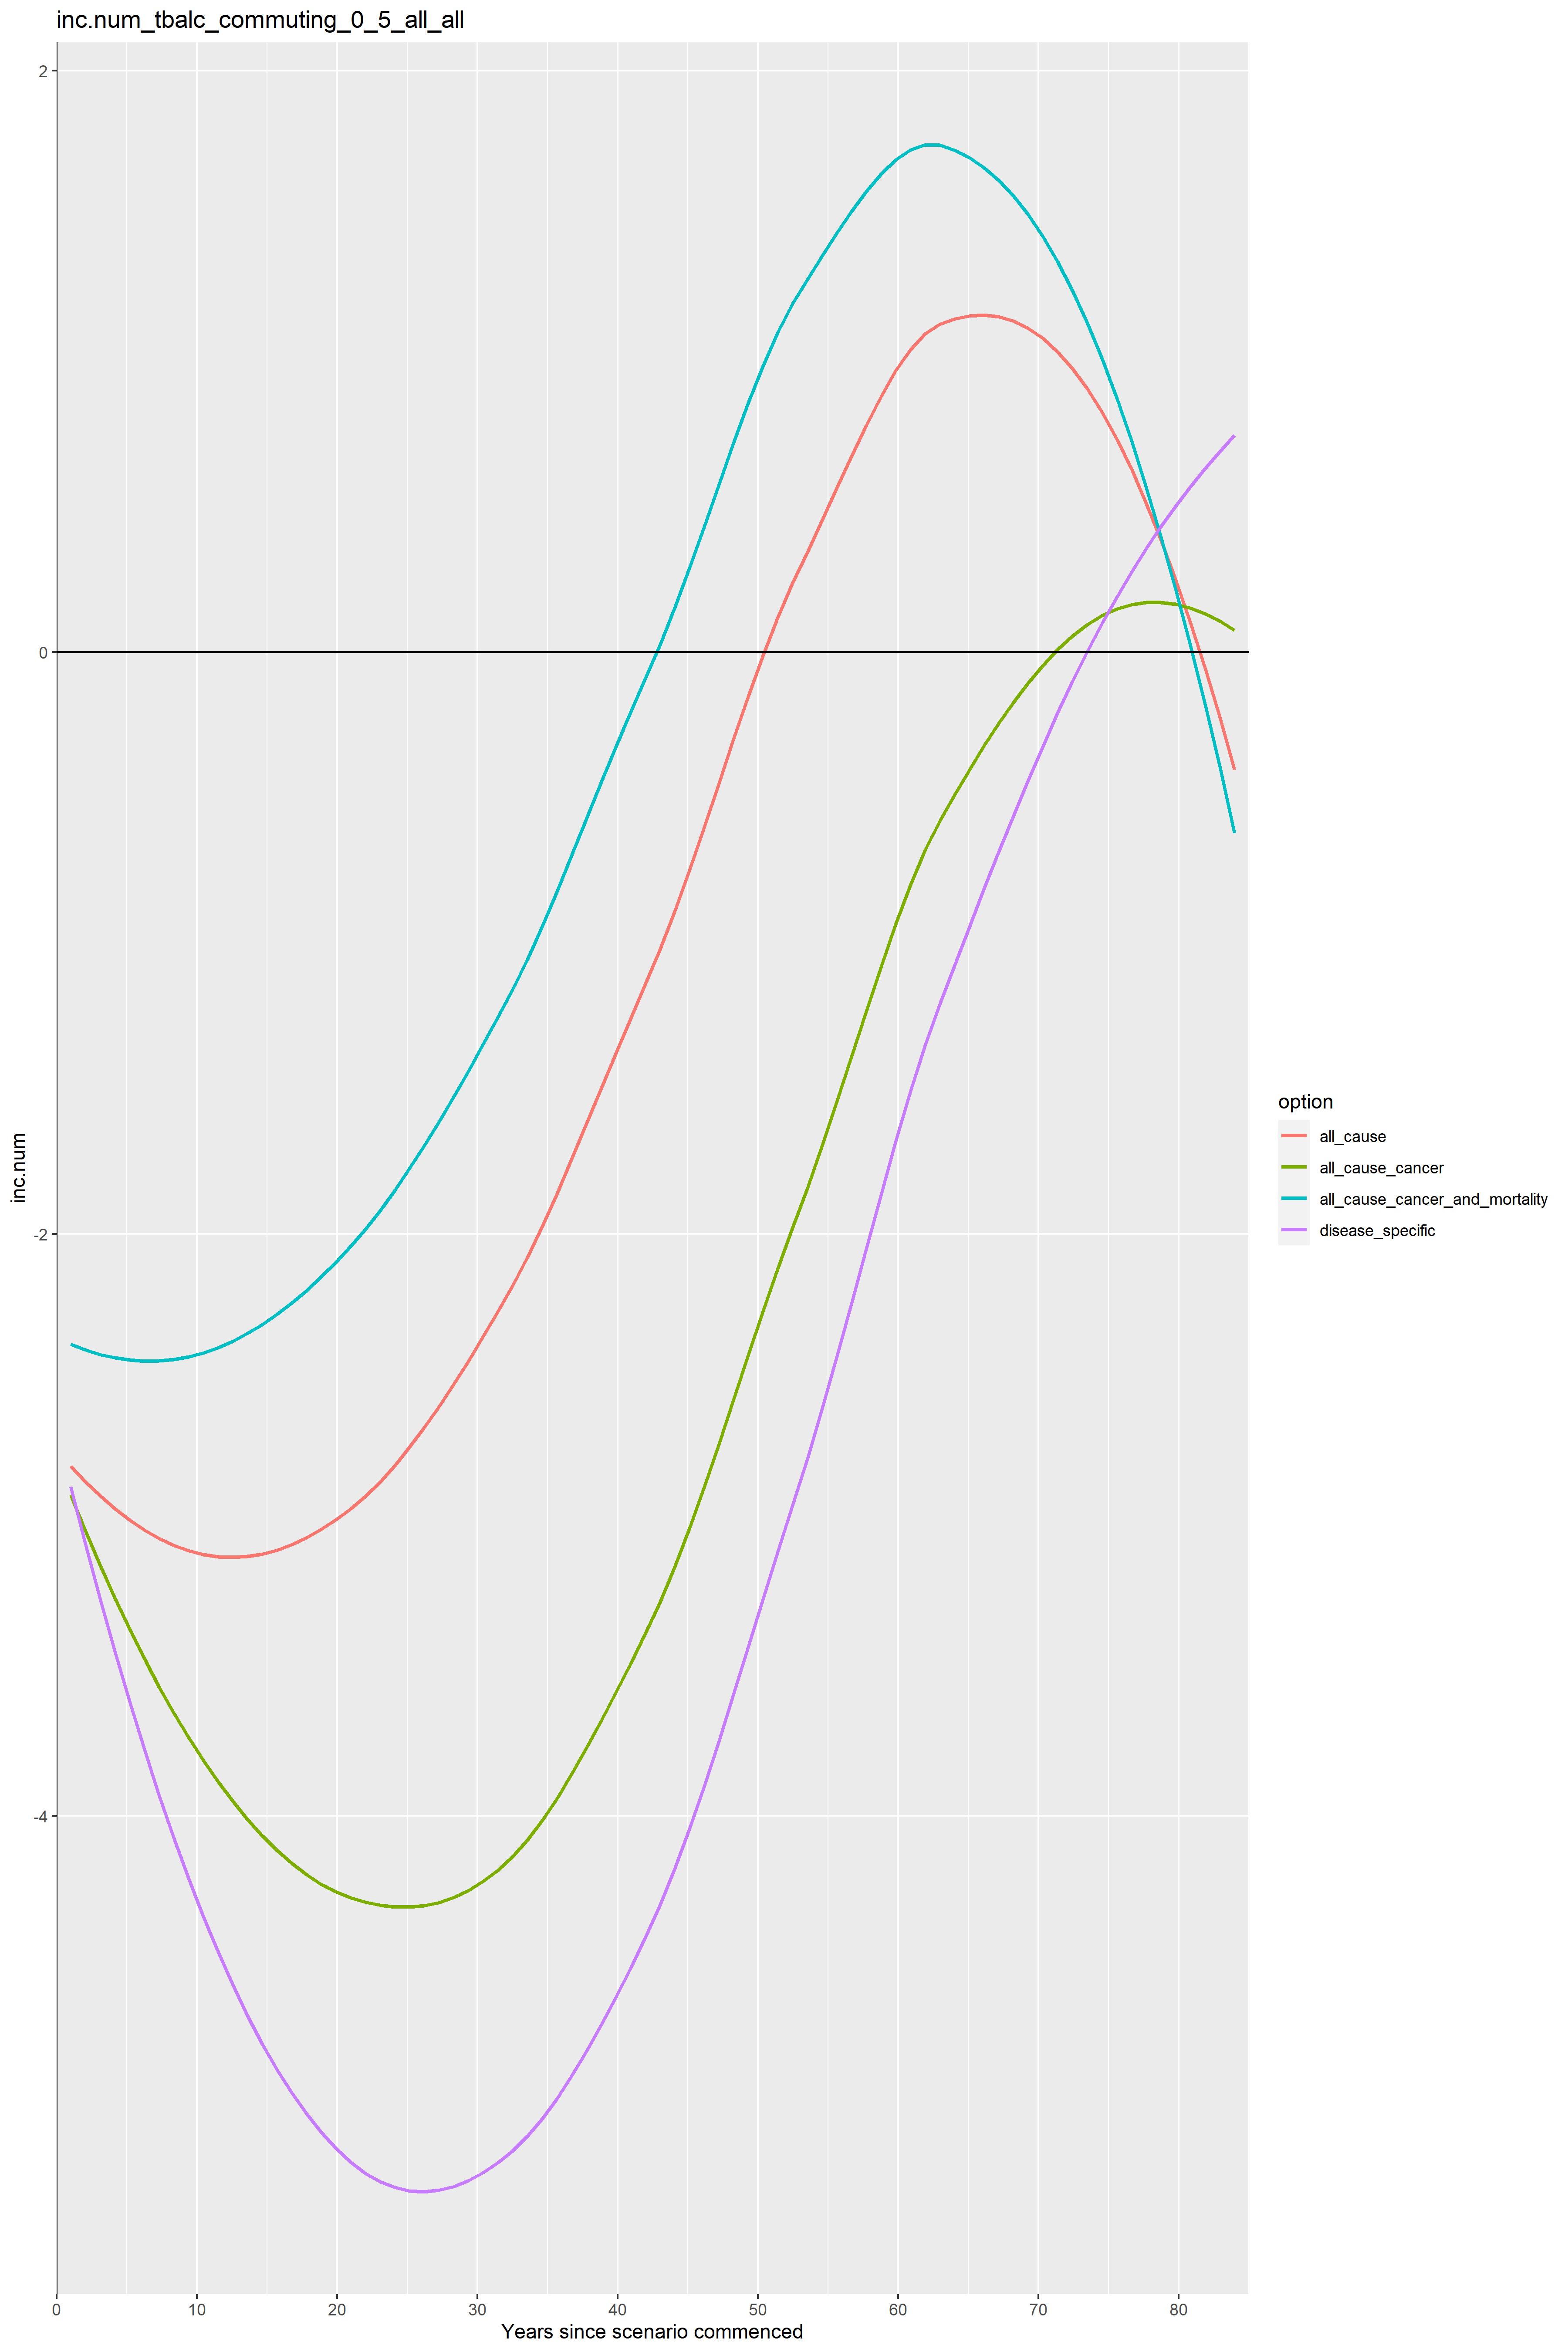 inc.num_tbalc_commuting_0_5_all_all
2
0
-2
-4
inc.num
0 10 20 30 40 50 60 70 80
Years since scenario commenced
option
all_cause
all_cause_cancer
all_cause_cancer_and_mortality
disease_specific